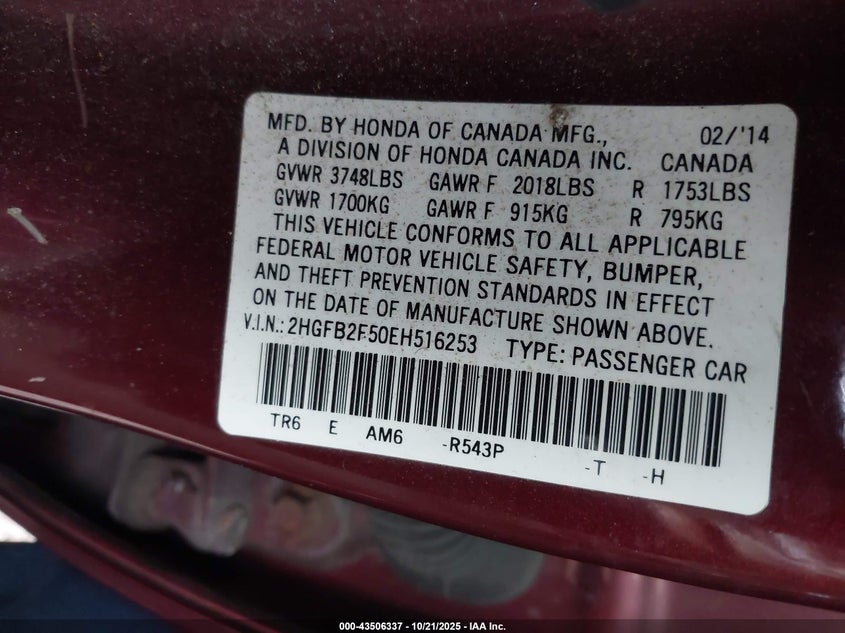 MFD. BY HONDA OF CANADA MFG., 02/'14
A DIVISION OF HONDA CANADA INC. CANADA
GVWR 3748LBS GAWR F 2018LBS R 1753LBS
GVWR 1700KG GAWR F 915KG R 795KG
THIS VEHICLE CONFORMS TO ALL APPLICABLE
FEDERAL MOTOR VEHICLE SAFETY, BUMPER,
AND THEFT PREVENTION STANDARDS IN EFFECT
ON THE DATE OF MANUFACTURE SHOWN ABOVE.
V.I.N.: 2HGFB2F50EH516253 TYPE: PASSENGER CAR
TR6 E AM6 -R543P -T -H
000-43506337 - 10/21/2025 - IAA Inc.